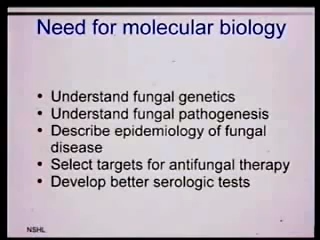 Need for molecular biology
• Understand fungal genetics
• Understand fungal pathogenesis
• Describe epidemiology of fungal
disease
• Select targets for antifungal therapy
• Develop better serologic tests
NSHL